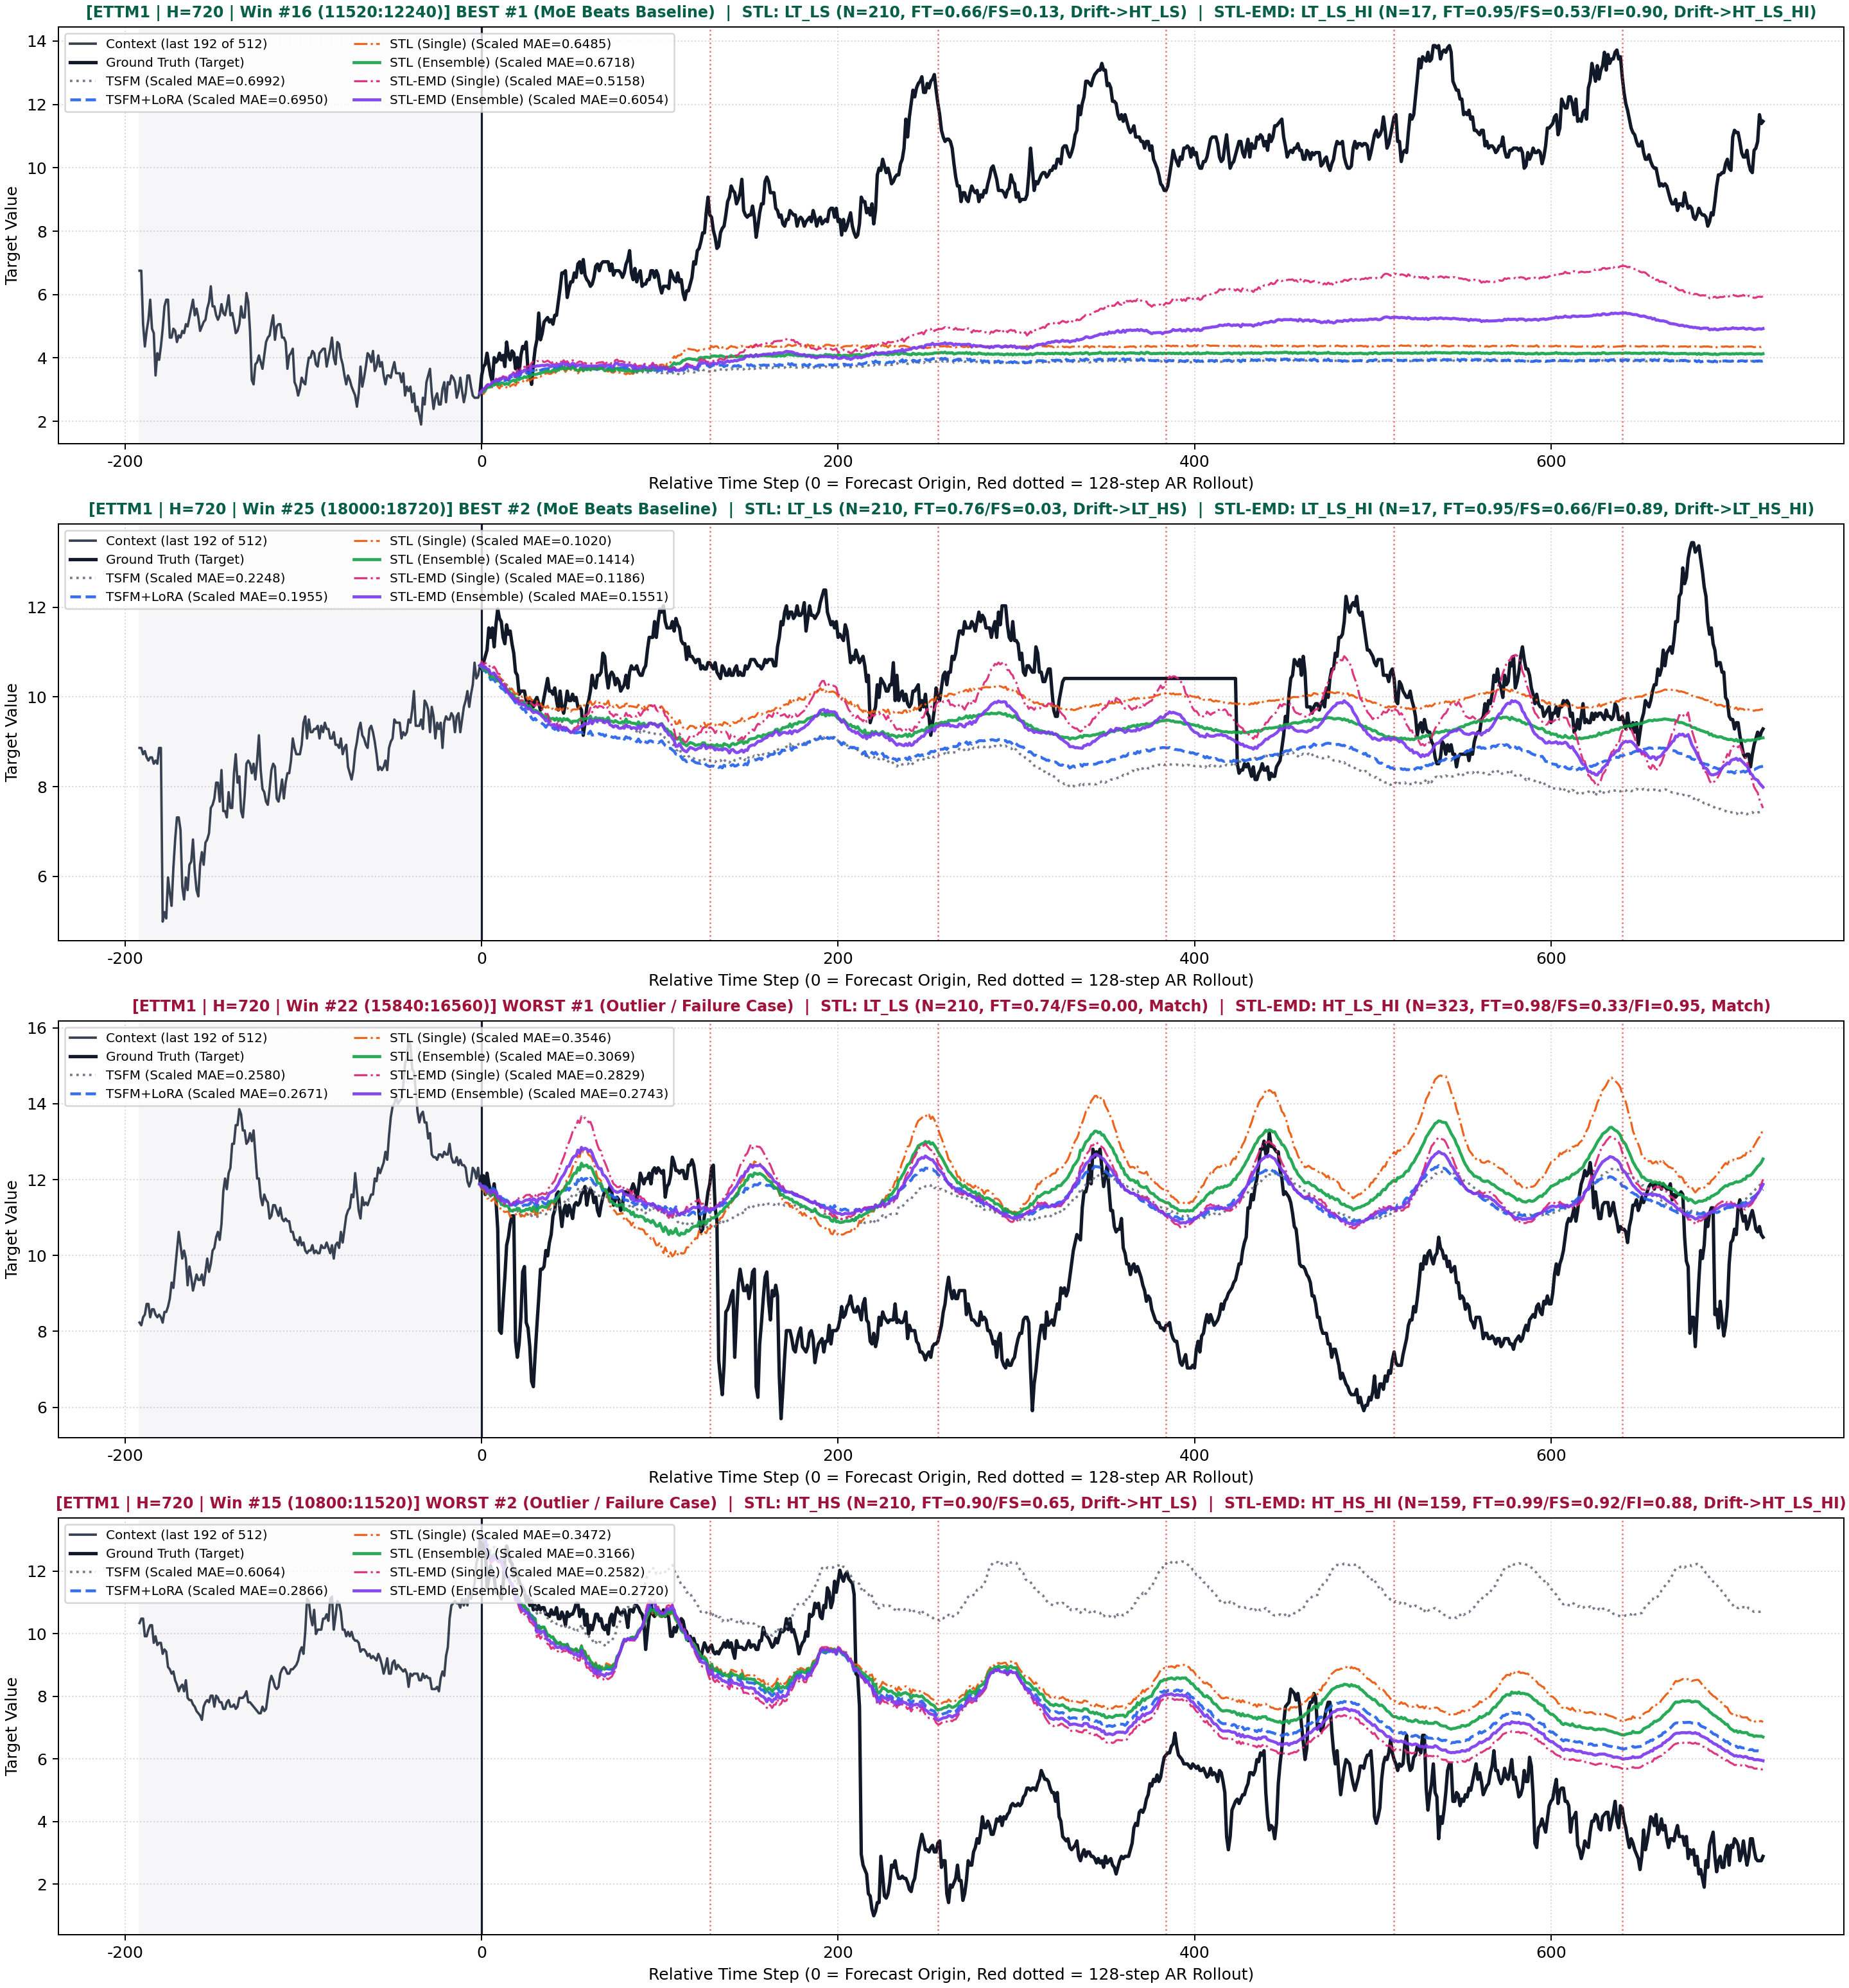 [ETTM1 | H=720 | Win #16 (11520:12240)] BEST #1 (MoE Beats Baseline) | STL: LT_LS (N=210, FT=0.66/FS=0.13, Drift->HT_LS) | STL-EMD: LT_LS_HI (N=17, FT=0.95/FS=0.53/FI=0.90, Drift->HT_LS_HI)
Context (last 192 of 512)
Ground Truth (Target)
TSFM (Scaled MAE=0.6992)
TSFM+LoRA (Scaled MAE=0.6950)
STL (Single) (Scaled MAE=0.6485)
STL (Ensemble) (Scaled MAE=0.6718)
STL-EMD (Single) (Scaled MAE=0.5158)
STL-EMD (Ensemble) (Scaled MAE=0.6054)
Target Value
14
12
10
8
6
4
2
-200 0 200 400 600
Relative Time Step (0 = Forecast Origin, Red dotted = 128-step AR Rollout)
[ETTM1 | H=720 | Win #25 (18000:18720)] BEST #2 (MoE Beats Baseline) | STL: LT_LS (N=210, FT=0.76/FS=0.03, Drift->LT_HS) | STL-EMD: LT_LS_HI (N=17, FT=0.95/FS=0.66/FI=0.89, Drift->LT_HS_HI)
Context (last 192 of 512)
Ground Truth (Target)
TSFM (Scaled MAE=0.2248)
TSFM+LoRA (Scaled MAE=0.1955)
STL (Single) (Scaled MAE=0.1020)
STL (Ensemble) (Scaled MAE=0.1414)
STL-EMD (Single) (Scaled MAE=0.1186)
STL-EMD (Ensemble) (Scaled MAE=0.1551)
Target Value
12
10
8
6
-200 0 200 400 600
Relative Time Step (0 = Forecast Origin, Red dotted = 128-step AR Rollout)
[ETTM1 | H=720 | Win #22 (15840:16560)] WORST #1 (Outlier / Failure Case) | STL: LT_LS (N=210, FT=0.74/FS=0.00, Match) | STL-EMD: HT_LS_HI (N=323, FT=0.98/FS=0.33/FI=0.95, Match)
Context (last 192 of 512)
Ground Truth (Target)
TSFM (Scaled MAE=0.2580)
TSFM+LoRA (Scaled MAE=0.2671)
STL (Single) (Scaled MAE=0.3546)
STL (Ensemble) (Scaled MAE=0.3069)
STL-EMD (Single) (Scaled MAE=0.2829)
STL-EMD (Ensemble) (Scaled MAE=0.2743)
Target Value
16
14
12
10
8
6
-200 0 200 400 600
Relative Time Step (0 = Forecast Origin, Red dotted = 128-step AR Rollout)
[ETTM1 | H=720 | Win #15 (10800:11520)] WORST #2 (Outlier / Failure Case) | STL: HT_HS (N=210, FT=0.90/FS=0.65, Drift->HT_LS) | STL-EMD: HT_HS_HI (N=159, FT=0.99/FS=0.92/FI=0.88, Drift->HT_LS_HI)
Context (last 192 of 512)
Ground Truth (Target)
TSFM (Scaled MAE=0.6064)
TSFM+LoRA (Scaled MAE=0.2866)
STL (Single) (Scaled MAE=0.3472)
STL (Ensemble) (Scaled MAE=0.3166)
STL-EMD (Single) (Scaled MAE=0.2582)
STL-EMD (Ensemble) (Scaled MAE=0.2720)
Target Value
12
10
8
6
4
2
-200 0 200 400 600
Relative Time Step (0 = Forecast Origin, Red dotted = 128-step AR Rollout)